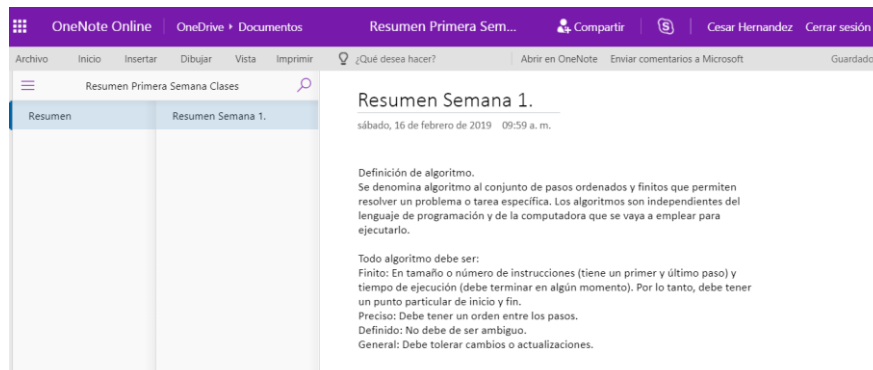 OneNote Online OneDrive ▸ Documentos Resumen Primera Sem... Compartir Cesar Hernandez Cerrar sesión
Archivo Inicio Insertar Dibujar Vista Imprimir ¿Qué desea hacer? Abrir en OneNote Enviar comentarios a Microsoft Guardado
Resumen Primera Semana Clases
Resumen
Resumen Semana 1.
Resumen Semana 1.
sábado, 16 de febrero de 2019 09:59 a. m.
Definición de algoritmo.
Se denomina algoritmo al conjunto de pasos ordenados y finitos que permiten
resolver un problema o tarea específica. Los algoritmos son independientes del
lenguaje de programación y de la computadora que se vaya a emplear para
ejecutarlo.
Todo algoritmo debe ser:
Finito: En tamaño o número de instrucciones (tiene un primer y último paso) y
tiempo de ejecución (debe terminar en algún momento). Por lo tanto, debe tener
un punto particular de inicio y fin.
Preciso: Debe tener un orden entre los pasos.
Definido: No debe de ser ambiguo.
General: Debe tolerar cambios o actualizaciones.